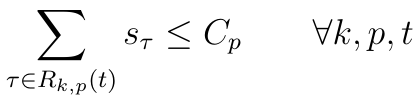 \sum_{\tau \in R_{k,p}(t)} s_\tau \leq C_p \qquad \forall k, p, t